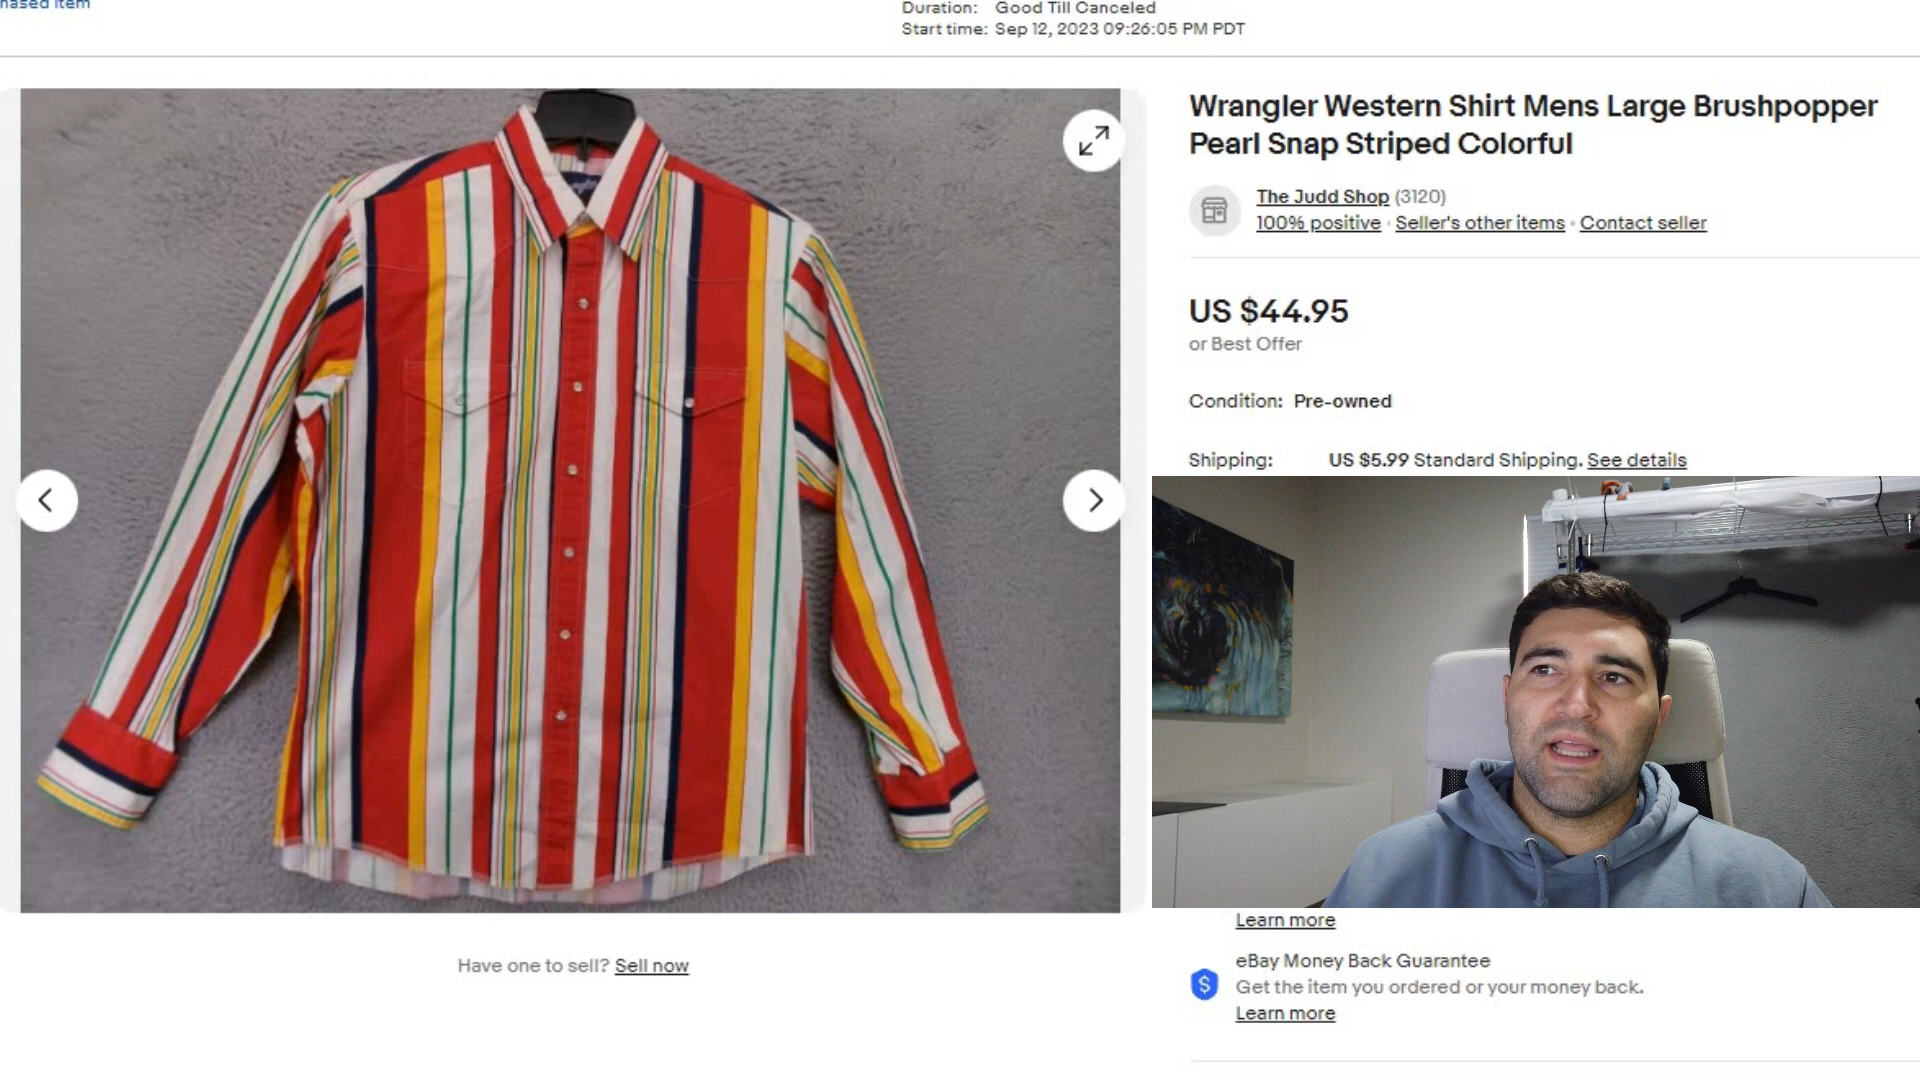 hased item
Duration: Good Till Canceled
Start time: Sep 12, 2023 09:26:05 PM PDT
Wrangler Western Shirt Mens Large Brushpopper
Pearl Snap Striped Colorful
The Judd Shop (3120)
100% positive · Seller's other items · Contact seller
US $44.95
or Best Offer
Condition: Pre-owned
Shipping: US $5.99 Standard Shipping. See details
Learn more
eBay Money Back Guarantee
Get the item you ordered or your money back.
Learn more
Have one to sell? Sell now